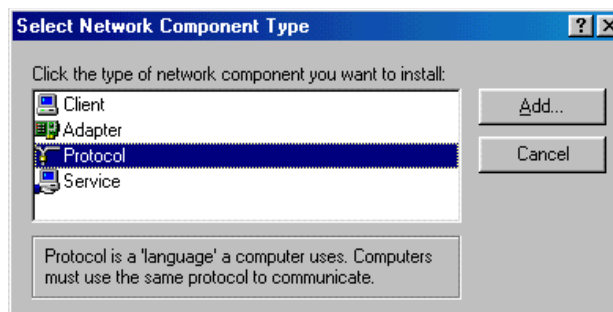 Select Network Component Type
Click the type of network component you want to install:
Client
Adapter
Protocol
Service
Add...
Cancel
Protocol is a 'language' a computer uses. Computers
must use the same protocol to communicate.